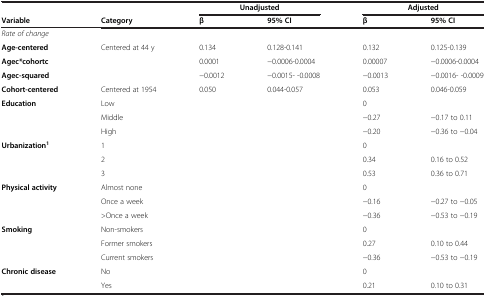 Unadjusted Adjusted
Variable Category β 95% CI β 95% CI
Rate of change
Age-centered Centered at 44 y 0.134 0.128-0.141 0.132 0.125-0.139
Agec*cohortc 0.0001 −0.0006-0.0004 0.00007 −0.0006-0.0004
Agec-squared −0.0012 −0.0015- -0.0008 −0.0013 −0.0016- -0.0009
Cohort-centered Centered at 1954 0.050 0.044-0.057 0.053 0.046-0.059
Education Low 0
Middle −0.27 −0.17 to 0.11
High −0.20 −0.36 to −0.04
Urbanization1 1 0
2 0.34 0.16 to 0.52
3 0.53 0.36 to 0.71
Physical activity Almost none 0
Once a week −0.16 −0.27 to −0.05
>Once a week −0.36 −0.53 to −0.19
Smoking Non-smokers 0
Former smokers 0.27 0.10 to 0.44
Current smokers −0.36 −0.53 to −0.19
Chronic disease No 0
Yes 0.21 0.10 to 0.31